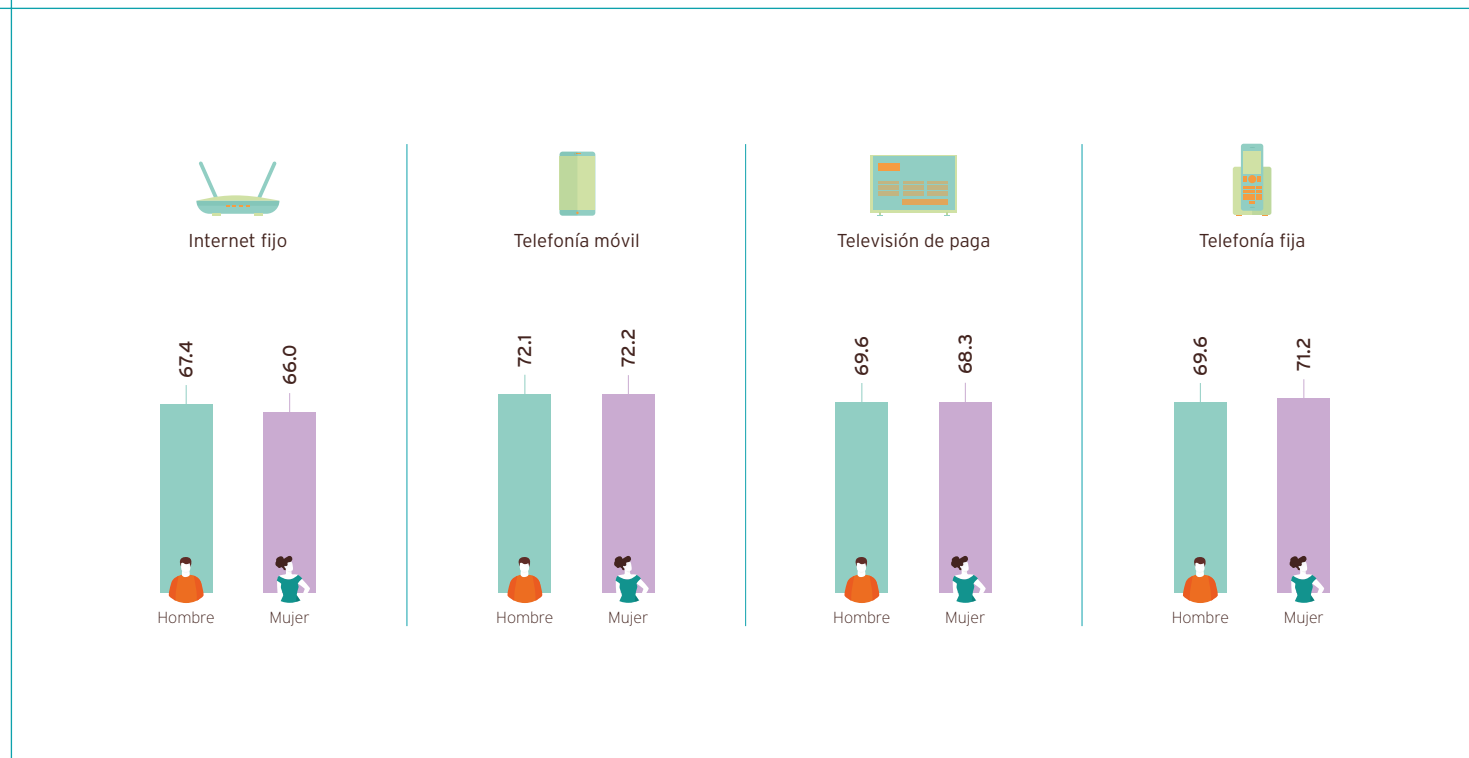 Internet fijo
Telefonía móvil
Televisión de paga
Telefonía fija
67.4
66.0
72.1
72.2
69.6
68.3
69.6
71.2
Hombre
Mujer
Hombre
Mujer
Hombre
Mujer
Hombre
Mujer